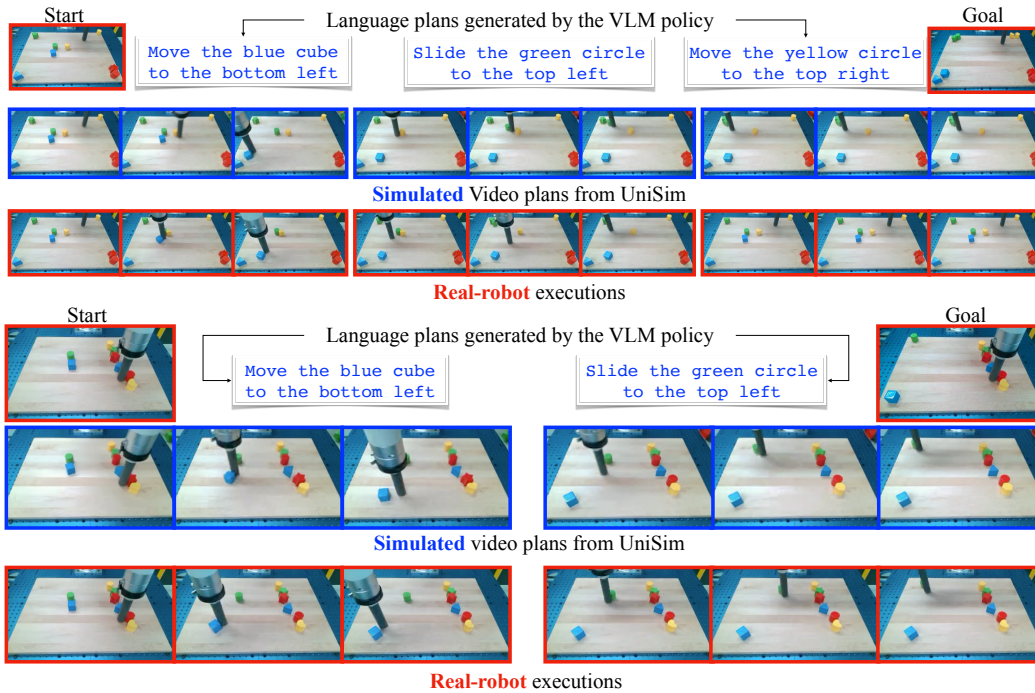 Start
Language plans generated by the VLM policy
Goal
Move the blue cube
to the bottom left
Slide the green circle
to the top left
Move the yellow circle
to the top right
Simulated Video plans from UniSim
Real-robot executions
Start
Language plans generated by the VLM policy
Goal
Move the blue cube
to the bottom left
Slide the green circle
to the top left
Simulated video plans from UniSim
Real-robot executions